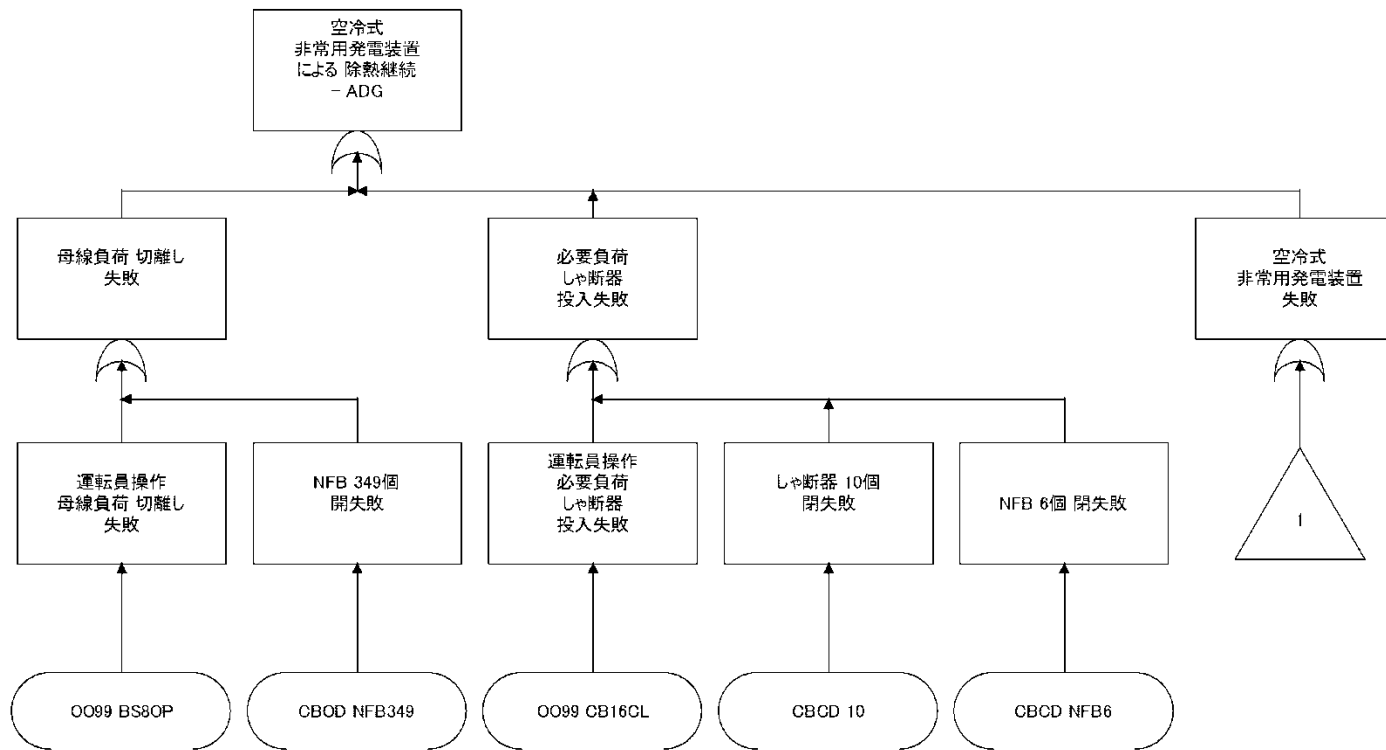 空冷式
非常用発電装置
による 除熱継続
- ADG
母線負荷 切離し
失敗
必要負荷
しゃ断器
投入失敗
空冷式
非常用発電装置
失敗
運転員操作
母線負荷 切離し
失敗
NFB 349個
開失敗
運転員操作
必要負荷
しゃ断器
投入失敗
しゃ断器 10個
閉失敗
NFB 6個 閉失敗
1
OO99 BS8OP
CBOD NFB349
OO99 CB16CL
CBCD 10
CBCD NFB6